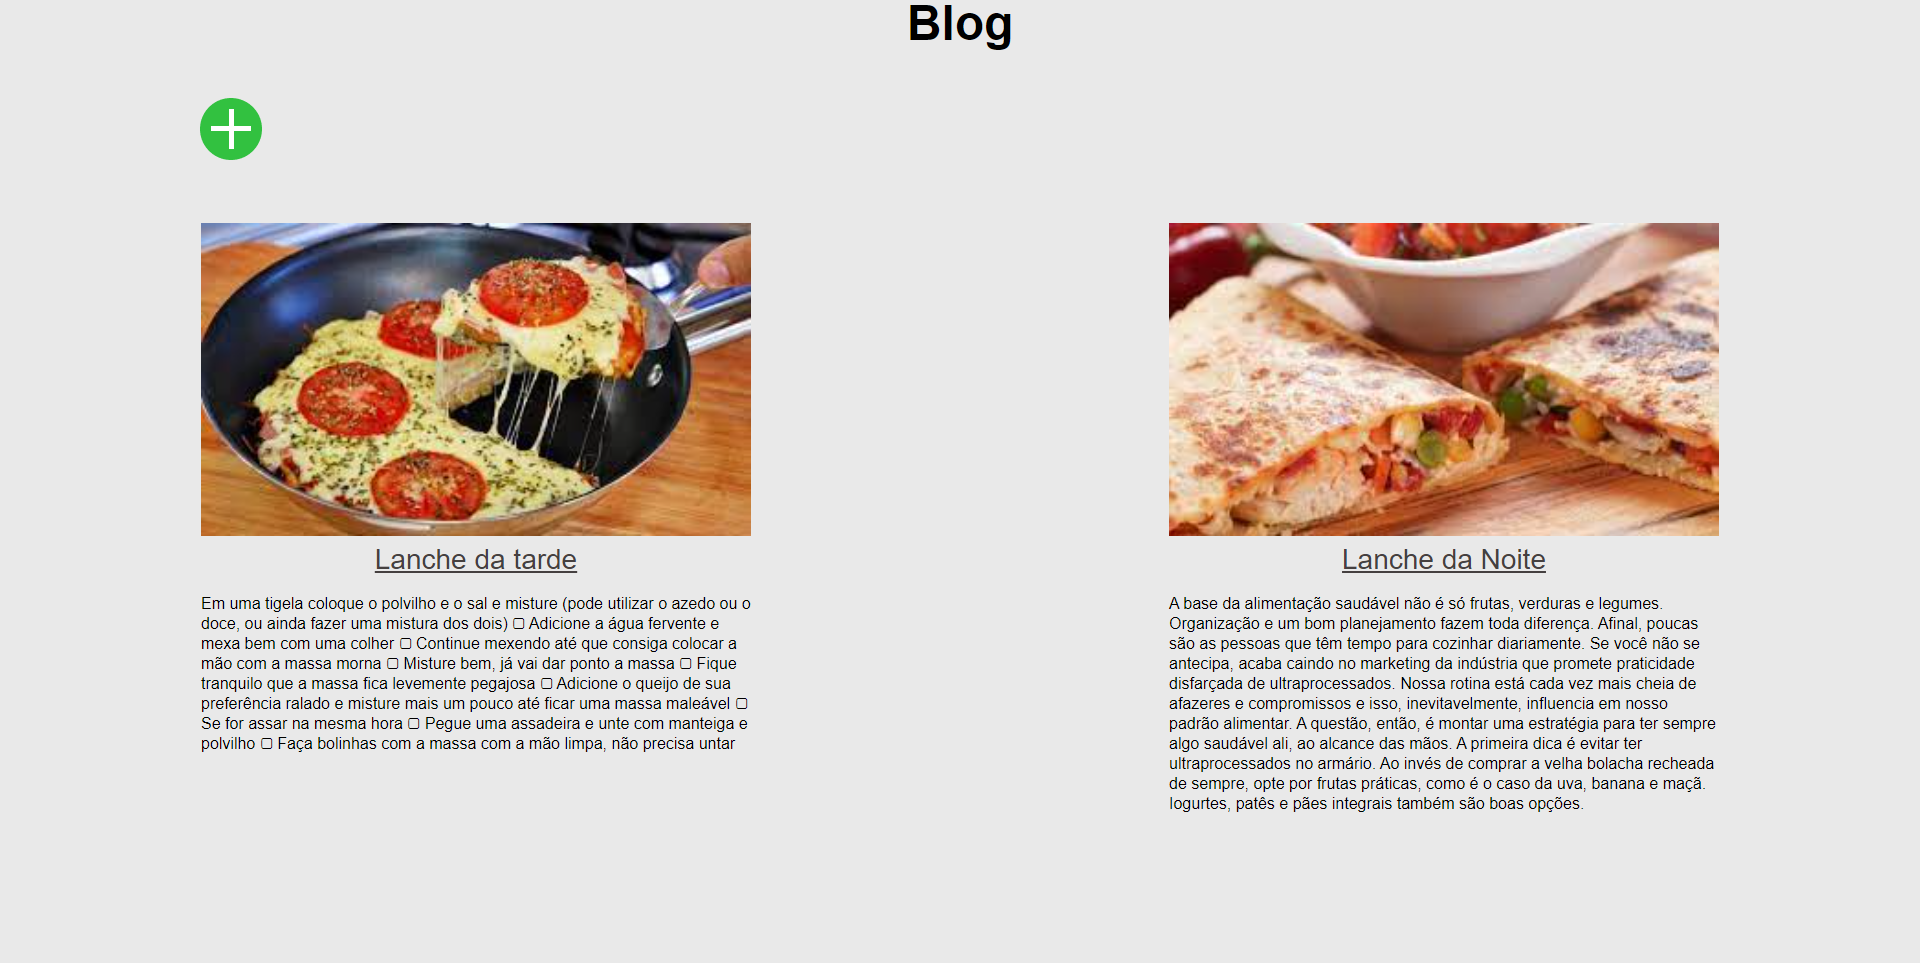 Blog
Lanche da tarde
Em uma tigela coloque o polvilho e o sal e misture (pode utilizar o azedo ou o
doce, ou ainda fazer uma mistura dos dois) ▢ Adicione a água fervente e
mexa bem com uma colher ▢ Continue mexendo até que consiga colocar a
mão com a massa morna ▢ Misture bem, já vai dar ponto a massa ▢ Fique
tranquilo que a massa fica levemente pegajosa ▢ Adicione o queijo de sua
preferência ralado e misture mais um pouco até ficar uma massa maleável ▢
Se for assar na mesma hora ▢ Pegue uma assadeira e unte com manteiga e
polvilho ▢ Faça bolinhas com a massa com a mão limpa, não precisa untar
Lanche da Noite
A base da alimentação saudável não é só frutas, verduras e legumes.
Organização e um bom planejamento fazem toda diferença. Afinal, poucas
são as pessoas que têm tempo para cozinhar diariamente. Se você não se
antecipa, acaba caindo no marketing da indústria que promete praticidade
disfarçada de ultraprocessados. Nossa rotina está cada vez mais cheia de
afazeres e compromissos e isso, inevitavelmente, influencia em nosso
padrão alimentar. A questão, então, é montar uma estratégia para ter sempre
algo saudável ali, ao alcance das mãos. A primeira dica é evitar ter
ultraprocessados no armário. Ao invés de comprar a velha bolacha recheada
de sempre, opte por frutas práticas, como é o caso da uva, banana e maçã.
Iogurtes, patês e pães integrais também são boas opções.